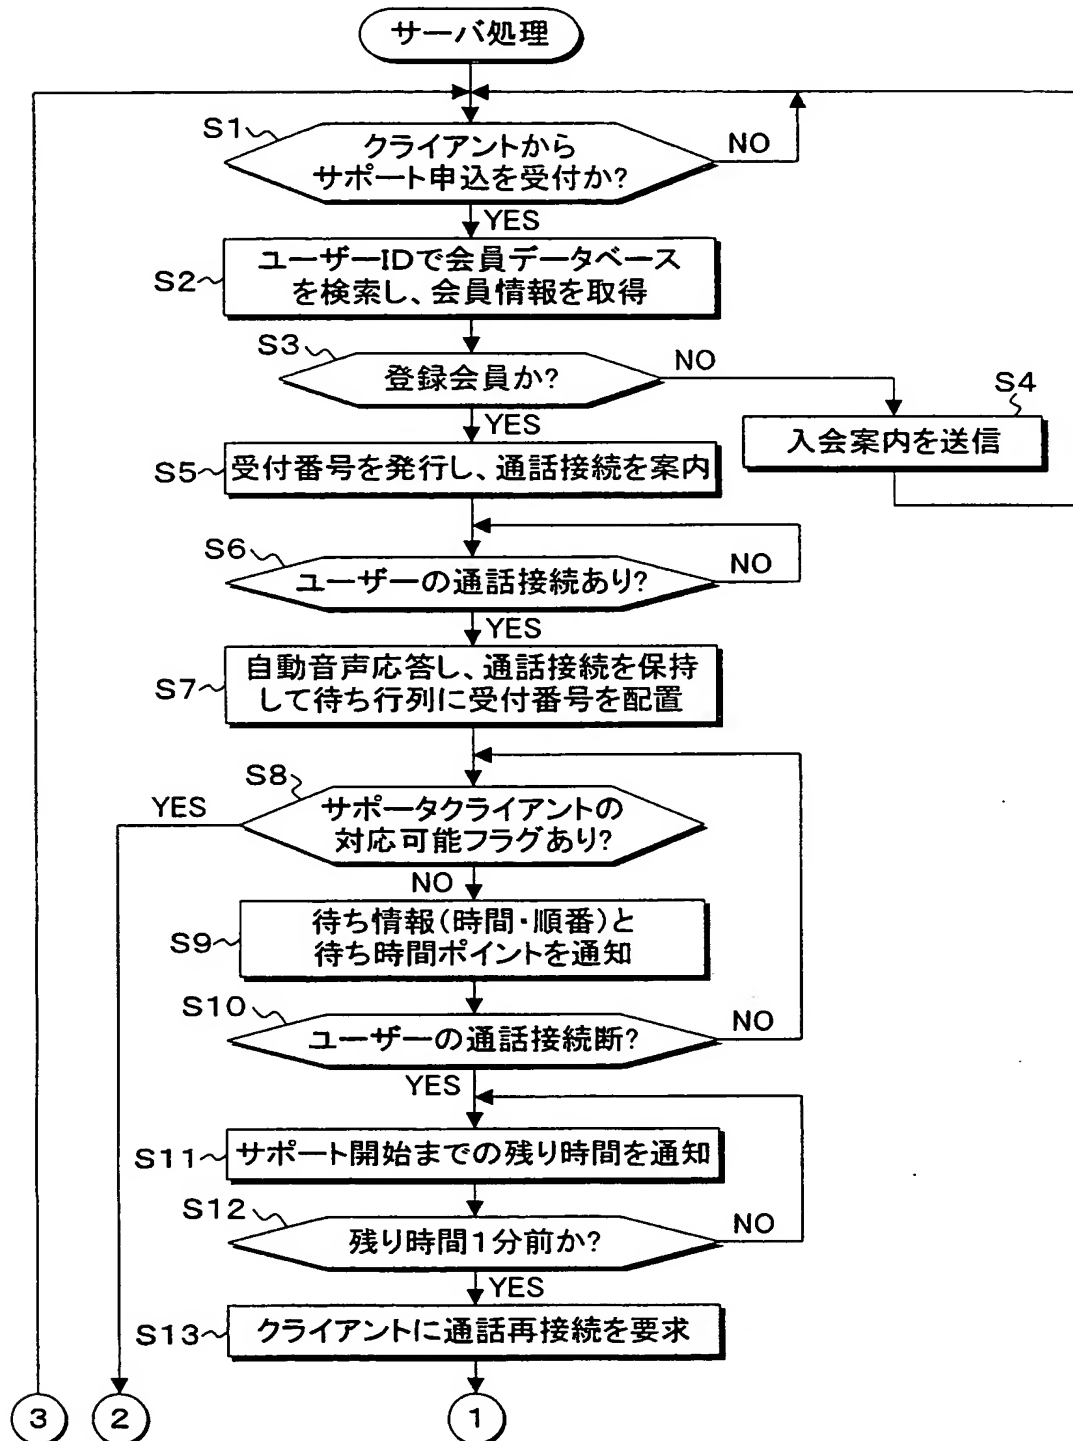 サーバ処理
S1
クライアントから
サポート申込を受付か?
NO
YES
S2
ユーザーIDで会員データベース
を検索し、会員情報を取得
S3
登録会員か?
NO
YES
S4
入会案内を送信
S5
受付番号を発行し、通話接続を案内
S6
ユーザーの通話接続あり?
NO
YES
S7
自動音声応答し、通話接続を保持
して待ち行列に受付番号を配置
S8
YES
サポータクライアントの
対応可能フラグあり?
NO
S9
待ち情報(時間・順番)と
待ち時間ポイントを通知
S10
ユーザーの通話接続断?
NO
YES
S11
サポート開始までの残り時間を通知
S12
残り時間1分前か?
NO
YES
S13
クライアントに通話再接続を要求
3
2
1